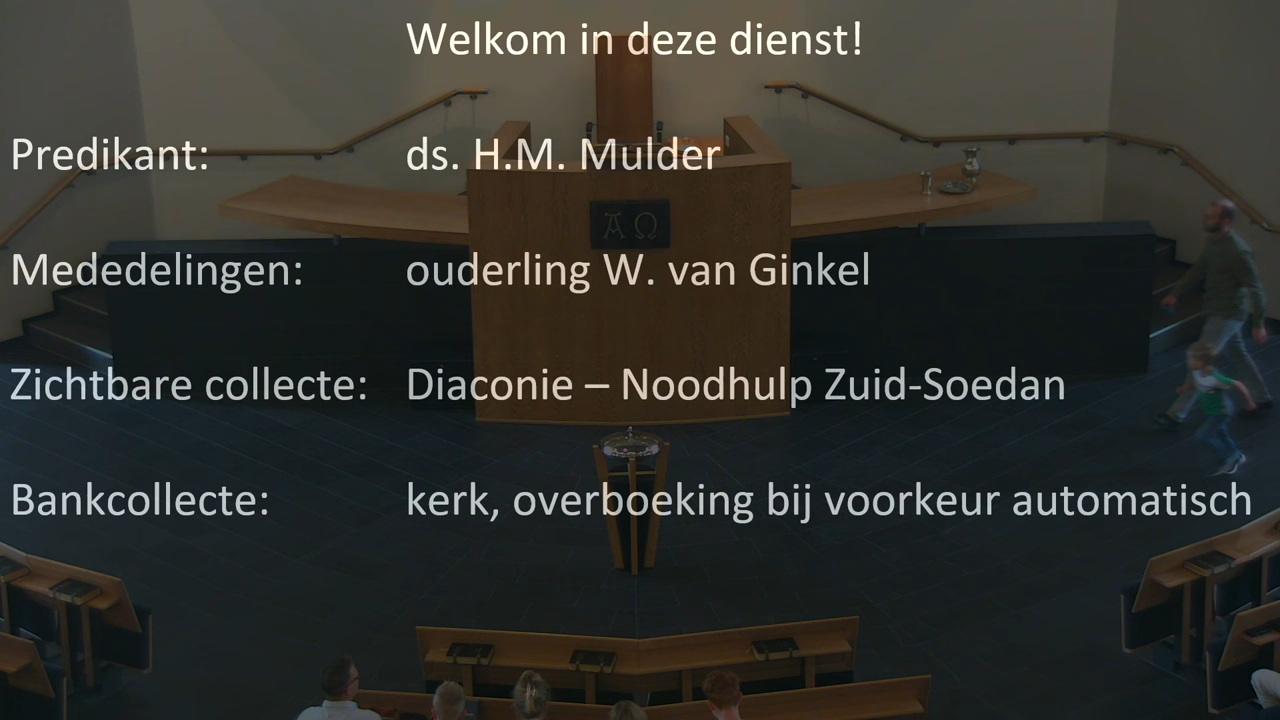 Welkom in deze dienst!
Predikant: ds. H.M. Mulder
Α Ω
Mededelingen: ouderling W. van Ginkel
Zichtbare collecte: Diaconie – Noodhulp Zuid-Soedan
Bankcollecte: kerk, overboeking bij voorkeur automatisch